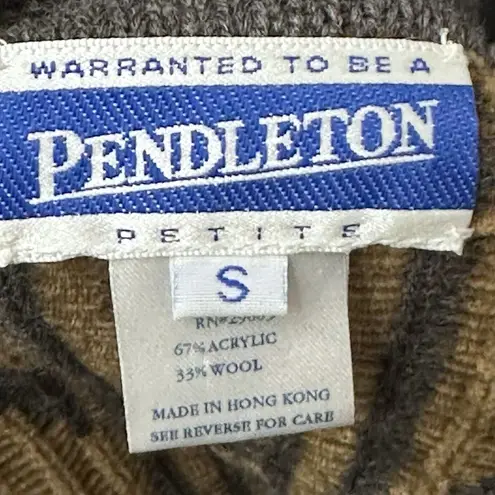 WARRANTED TO BE A
PENDLETON
PETITE
S
67% ACRYLIC
33% WOOL
MADE IN HONG KONG
SEE REVERSE FOR CARE